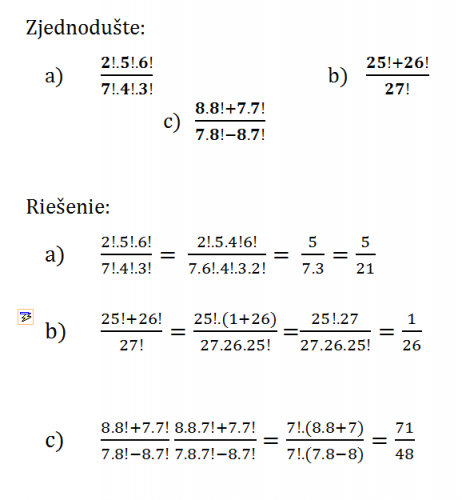 Zjednodušte:
a) 2!.5!.6! / 7!.4!.3!
b) 25!+26! / 27!
c) 8.8!+7.7! / 7.8!−8.7!
Riešenie:
a) 2!.5!.6! / 7!.4!.3! = 2!.5.4!6! / 7.6!.4!.3.2! = 5 / 7.3 = 5 / 21
b) 25!+26! / 27! = 25!.(1+26) / 27.26.25! = 25!.27 / 27.26.25! = 1 / 26
c) 8.8!+7.7! / 7.8!−8.7! 8.8.7!+7.7! / 7.8.7!−8.7! = 7!.(8.8+7) / 7!.(7.8−8) = 71 / 48